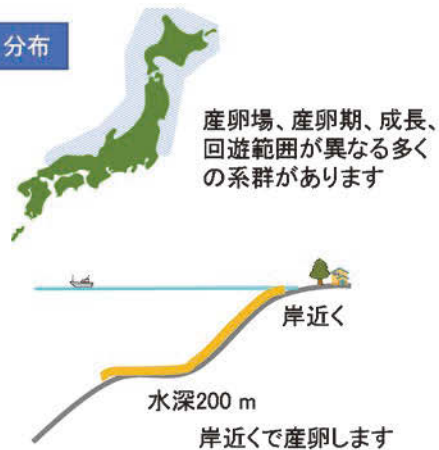 分布
産卵場、産卵期、成長、
回遊範囲が異なる多く
の系群があります
岸近く
水深200 m
岸近くで産卵します